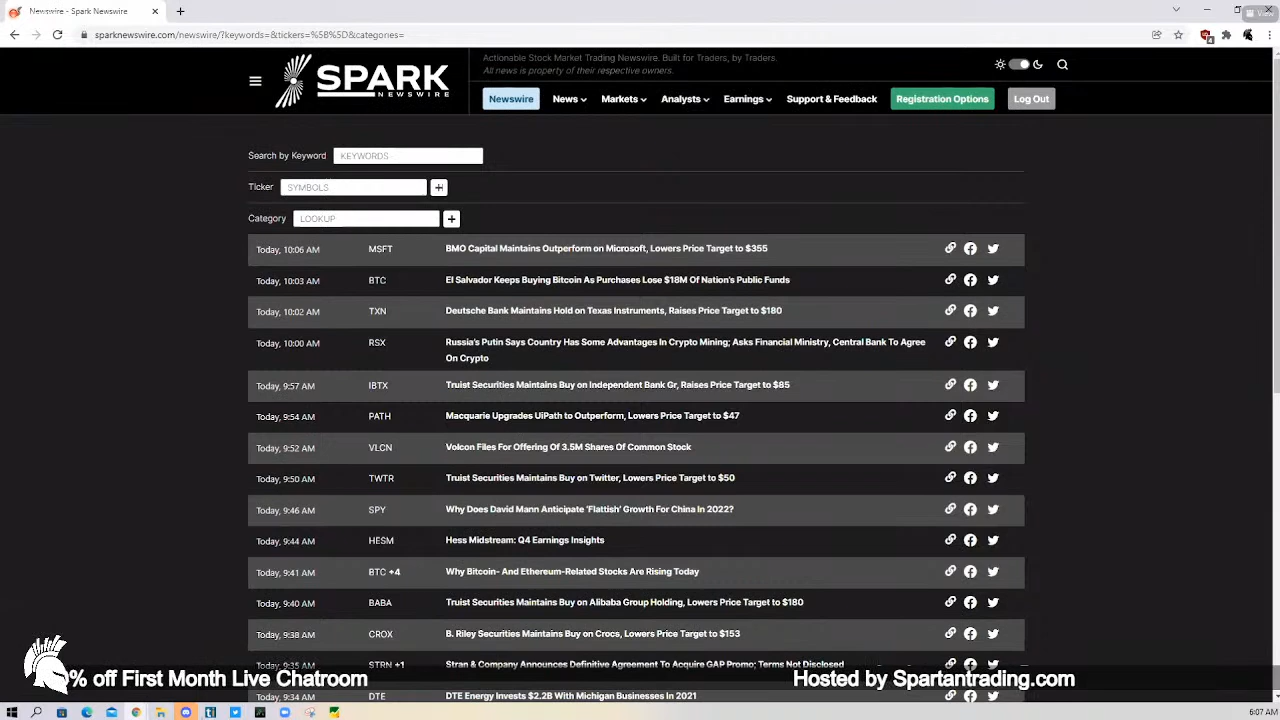 Newswire - Spark Newswire
View
sparknewswire.com/newswire/?keywords=&tickers=%5B%5D&categories=
SPARK
NEWSWIRE
Actionable Stock Market Trading Newswire. Built for Traders, by Traders.
All news is property of their respective owners.
Newswire News Markets Analysts Earnings Support & Feedback Registration Options Log Out
Search by Keyword KEYWORDS
Ticker SYMBOLS +
Category LOOKUP +
Today, 10:06 AM MSFT BMO Capital Maintains Outperform on Microsoft, Lowers Price Target to $355
Today, 10:03 AM BTC El Salvador Keeps Buying Bitcoin As Purchases Lose $18M Of Nation's Public Funds
Today, 10:02 AM TXN Deutsche Bank Maintains Hold on Texas Instruments, Raises Price Target to $180
Today, 10:00 AM RSX Russia's Putin Says Country Has Some Advantages In Crypto Mining; Asks Financial Ministry, Central Bank To Agree
On Crypto
Today, 9:57 AM IBTX Truist Securities Maintains Buy on Independent Bank Gr, Raises Price Target to $85
Today, 9:54 AM PATH Macquarie Upgrades UiPath to Outperform, Lowers Price Target to $47
Today, 9:52 AM VLCN Volcon Files For Offering Of 3.5M Shares Of Common Stock
Today, 9:50 AM TWTR Truist Securities Maintains Buy on Twitter, Lowers Price Target to $50
Today, 9:46 AM SPY Why Does David Mann Anticipate 'Flattish' Growth For China In 2022?
Today, 9:44 AM HESM Hess Midstream: Q4 Earnings Insights
Today, 9:41 AM BTC +4 Why Bitcoin- And Ethereum-Related Stocks Are Rising Today
Today, 9:40 AM BABA Truist Securities Maintains Buy on Alibaba Group Holding, Lowers Price Target to $180
Today, 9:38 AM CROX B. Riley Securities Maintains Buy on Crocs, Lowers Price Target to $153
Today, 9:35 AM STRN +1 Stran & Company Announces Definitive Agreement To Acquire GAP Promo; Terms Not Disclosed
% off First Month Live Chatroom Hosted by Spartantrading.com
Today, 9:34 AM DTE DTE Energy Invests $2.2B With Michigan Businesses In 2021
6:07 AM